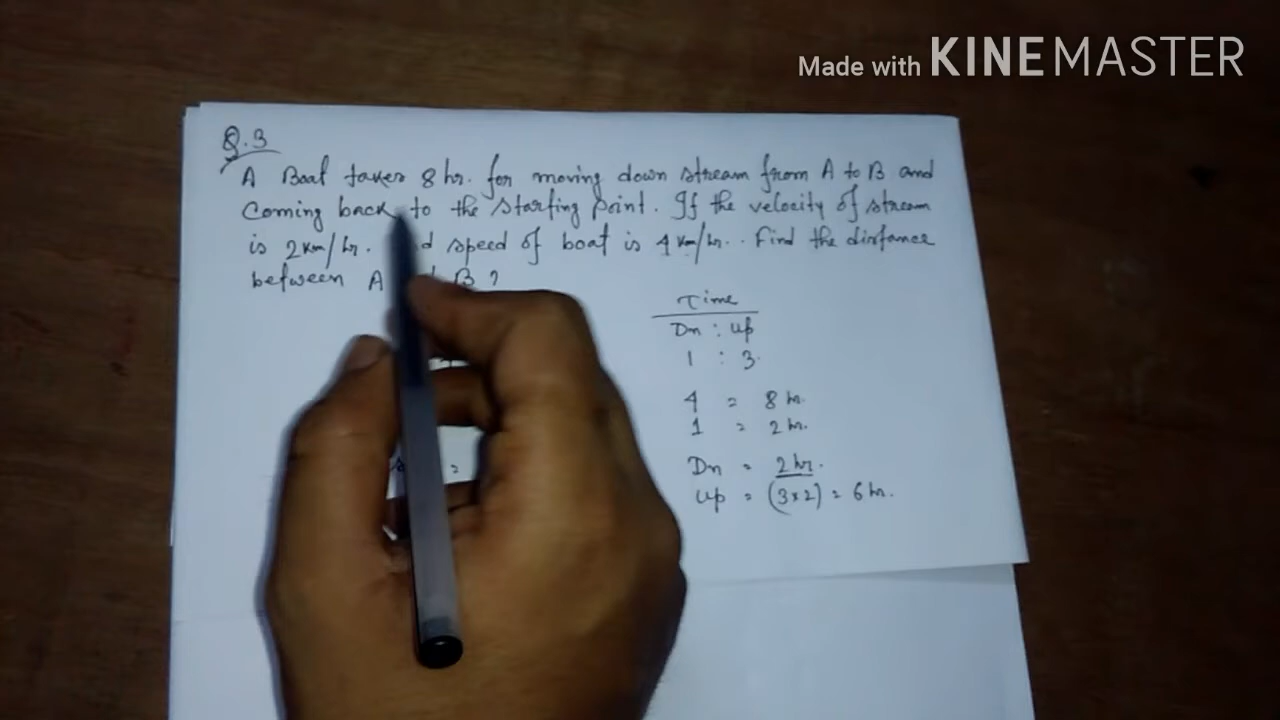 Made with KINEMASTER
Q.3
A Boat takes 8 hr. for moving down stream from A to B and
Coming back to the starting point. If the velocity of stream
is 2 km/hr. speed of boat is 4 km/hr.. Find the distance
between A B ?
Time
Dn : Up
1 : 3
4 = 8 hr.
1 = 2 hr.
Dn = 2 hr.
Up = (3x2) = 6 hr.